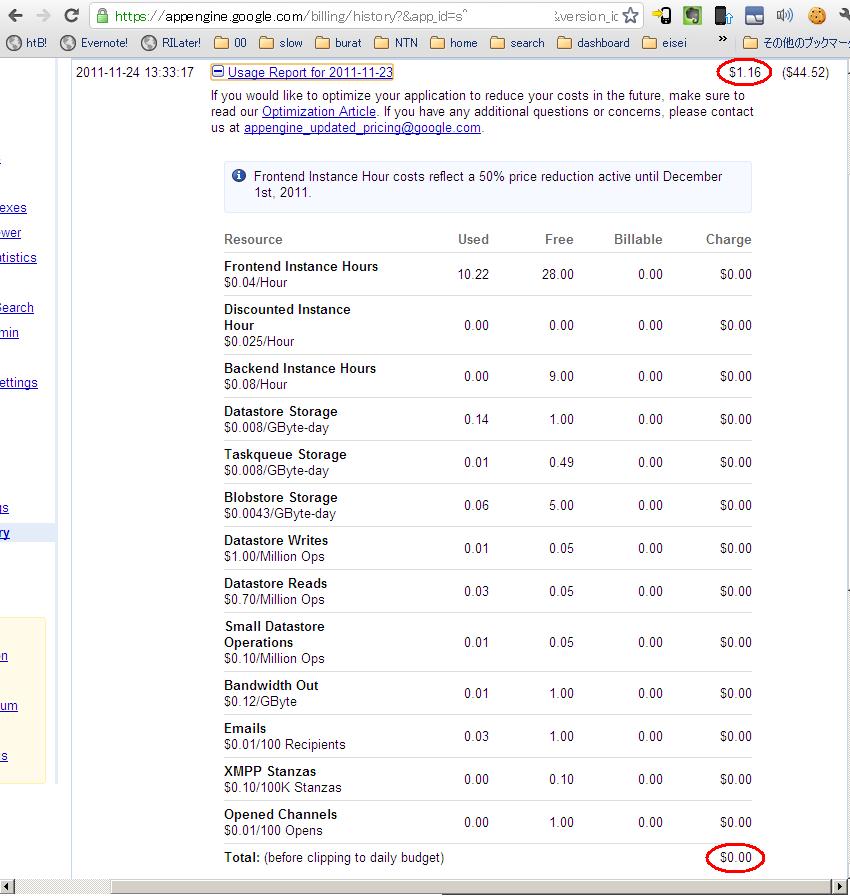 https://appengine.google.com/billing/history?&app_id=s
&version_ic
htB!
Evernote!
RILater!
00
slow
burat
NTN
home
search
dashboard
eisei
»
その他のブックマーク
2011-11-24 13:33:17 Usage Report for 2011-11-23 $1.16 ($44.52)
If you would like to optimize your application to reduce your costs in the future, make sure to
read our Optimization Article. If you have any additional questions or concerns, please contact
us at appengine_updated_pricing@google.com.
Frontend Instance Hour costs reflect a 50% price reduction active until December
1st, 2011.
Resource Used Free Billable Charge
Frontend Instance Hours
$0.04/Hour
10.22 28.00 0.00 $0.00
Discounted Instance
Hour
$0.025/Hour
0.00 0.00 0.00 $0.00
Backend Instance Hours
$0.08/Hour
0.00 9.00 0.00 $0.00
Datastore Storage
$0.008/GByte-day
0.14 1.00 0.00 $0.00
Taskqueue Storage
$0.008/GByte-day
0.01 0.49 0.00 $0.00
Blobstore Storage
$0.0043/GByte-day
0.06 5.00 0.00 $0.00
Datastore Writes
$1.00/Million Ops
0.01 0.05 0.00 $0.00
Datastore Reads
$0.70/Million Ops
0.03 0.05 0.00 $0.00
Small Datastore
Operations
$0.10/Million Ops
0.01 0.05 0.00 $0.00
Bandwidth Out
$0.12/GByte
0.01 1.00 0.00 $0.00
Emails
$0.01/100 Recipients
0.03 1.00 0.00 $0.00
XMPP Stanzas
$0.10/100K Stanzas
0.00 0.10 0.00 $0.00
Opened Channels
$0.01/100 Opens
0.00 1.00 0.00 $0.00
Total: (before clipping to daily budget) $0.00
exes
ewer
atistics
Search
min
ettings
gs
ry
on
um
s